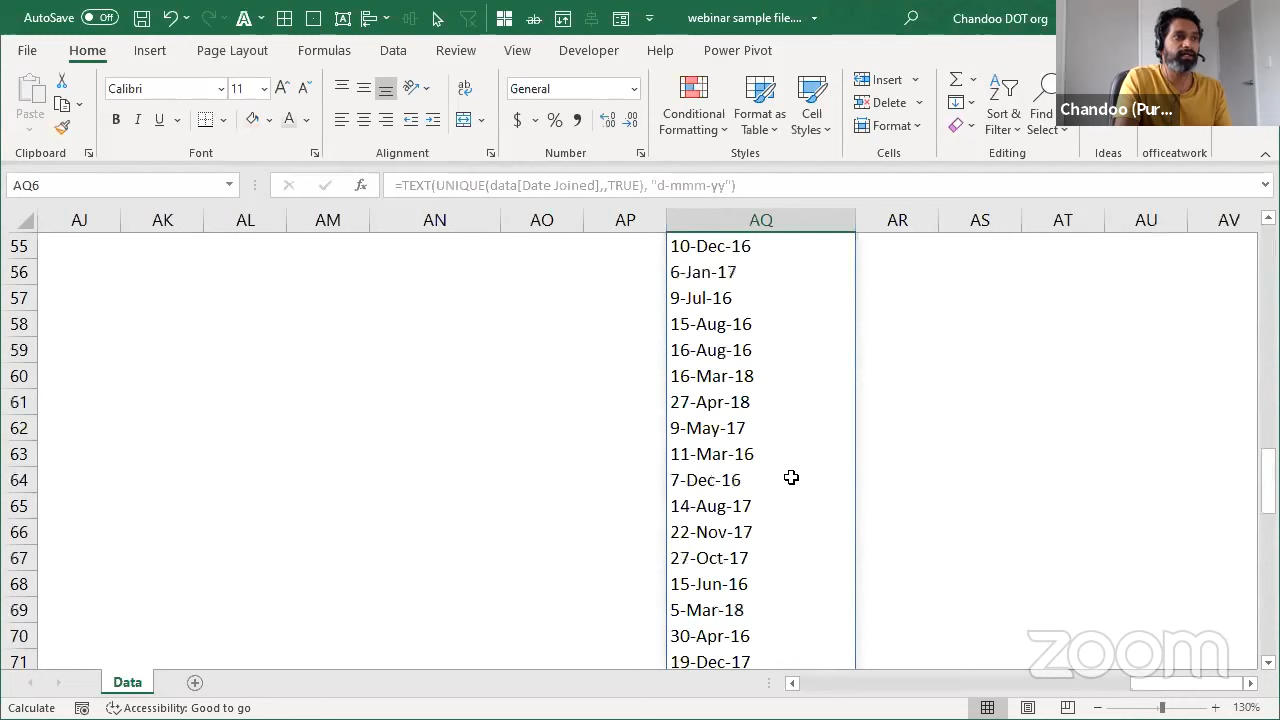 AutoSave Off webinar sample file.... Chandoo DOT org
File Home Insert Page Layout Formulas Data Review View Developer Help Power Pivot
Paste
Calibri 11
B I U
General
$ % ,
Conditional Formatting
Format as Table
Cell Styles
Insert
Delete
Format
Sort & Filter
Find Select
Chandoo (Pur...
Clipboard Font Alignment Number Styles Cells Editing Ideas officeatwork
AQ6 fx =TEXT(UNIQUE(data[Date Joined],,TRUE), "d-mmm-yy")
AJ AK AL AM AN AO AP AQ AR AS AT AU AV
55 10-Dec-16
56 6-Jan-17
57 9-Jul-16
58 15-Aug-16
59 16-Aug-16
60 16-Mar-18
61 27-Apr-18
62 9-May-17
63 11-Mar-16
64 7-Dec-16
65 14-Aug-17
66 22-Nov-17
67 27-Oct-17
68 15-Jun-16
69 5-Mar-18
70 30-Apr-16
71 19-Dec-17
zoom
Data
Calculate Accessibility: Good to go 130%